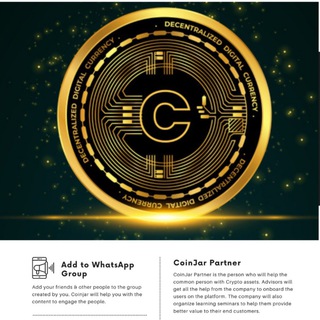 DECENTRALIZED DIGITAL CURRENCY
DECENTRALIZED DIGITAL CURRENCY
C
Add to WhatsApp
Group
Add your friends & other people to the group
created by you. Coinjar will help you with the
content to engage the people.
CoinJar Partner
CoinJar Partner is the person who will help the
common person with Crypto assets. Advisors will
get all the help from the company to onboard the
users on the platform. The company will also
organize learning seminars to help them provide
better value to their end customers.